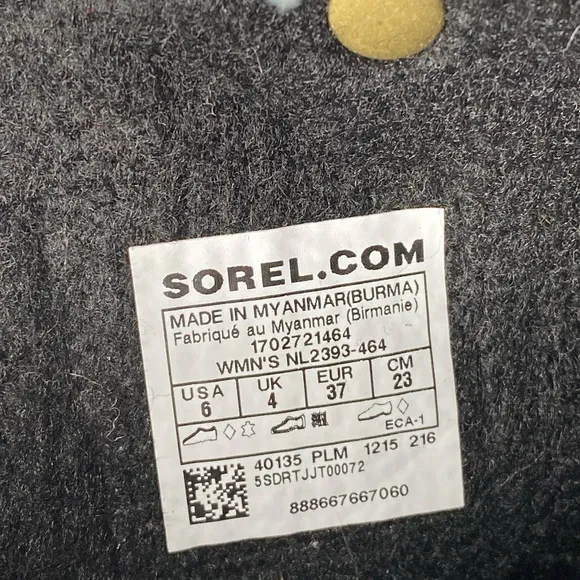 SOREL.COM
MADE IN MYANMAR(BURMA)
Fabriqué au Myanmar (Birmanie)
1702721464
WMN'S NL2393-464
USA UK EUR CM
6 4 37 23
ECA-1
40135 PLM 1215 216
5SDRTJJT00072
888667667060